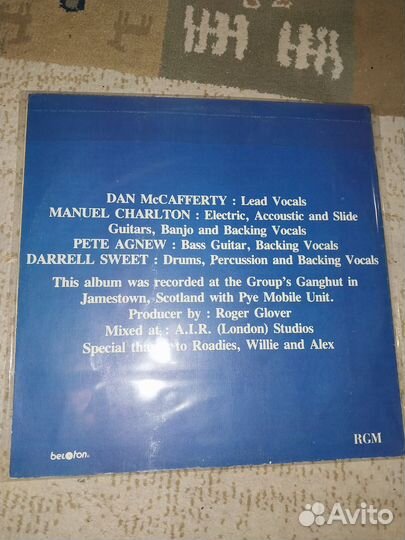 DAN McCAFFERTY : Lead Vocals
MANUEL CHARLTON : Electric, Accoustic and Slide
Guitars, Banjo and Backing Vocals
PETE AGNEW : Bass Guitar, Backing Vocals
DARRELL SWEET : Drums, Percussion and Backing Vocals
This album was recorded at the Group's Ganghut in
Jamestown, Scotland with Pye Mobile Unit.
Producer by : Roger Glover
Mixed at : A.I.R. (London) Studios
Special thanks to Roadies, Willie and Alex
RGM
bel ton
Avito